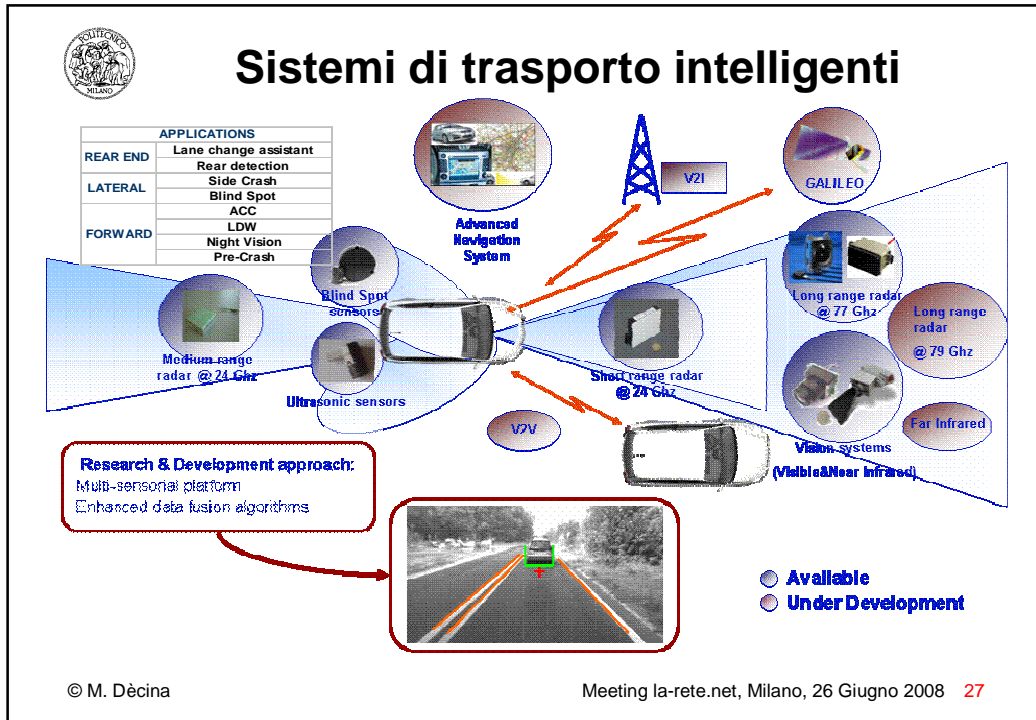 POLITECNICO
MILANO
Sistemi di trasporto intelligenti
APPLICATIONS
REAR END
Lane change assistant
Rear detection
LATERAL
Side Crash
Blind Spot
FORWARD
ACC
LDW
Night Vision
Pre-Crash
Advanced
Navigation
System
V2I
GALILEO
Blind Spot
sensors
Long range radar
@ 77 Ghz
Long range
radar
@ 79 Ghz
Medium range
radar @ 24 Ghz
Ultrasonic sensors
Short range radar
@ 24 Ghz
V2V
Far Infrared
Vision systems
(Visible&Near Infrared)
Research & Development approach:
Multi-sensorial platform
Enhanced data fusion algorithms
Available
Under Development
© M. Dècina
Meeting la-rete.net, Milano, 26 Giugno 2008 27